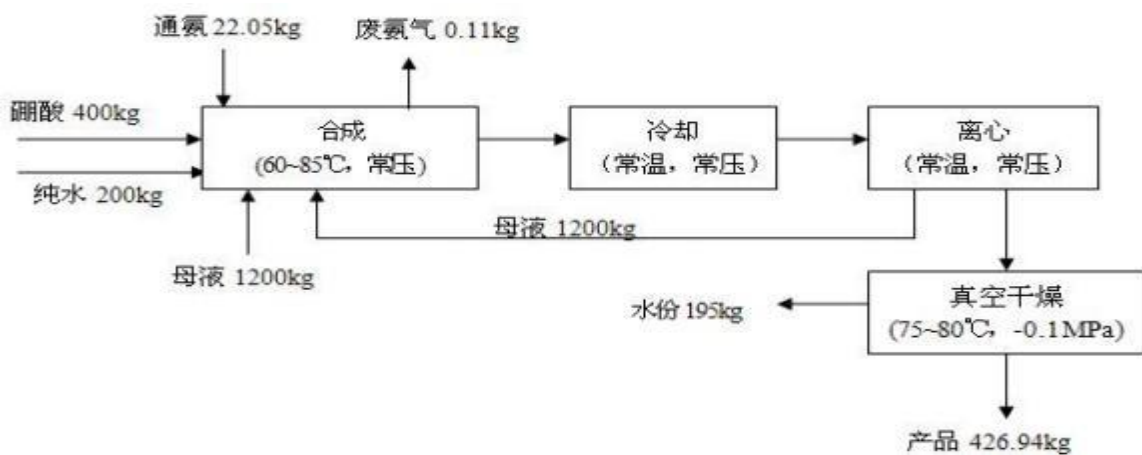 通氨 22.05kg
废氨气 0.11kg
硼酸 400kg
合成
(60~85℃，常压)
冷却
（常温，常压）
离心
（常温，常压）
纯水 200kg
母液 1200kg
母液 1200kg
水份 195kg
真空干燥
(75~80℃，-0.1MPa)
产品 426.94kg